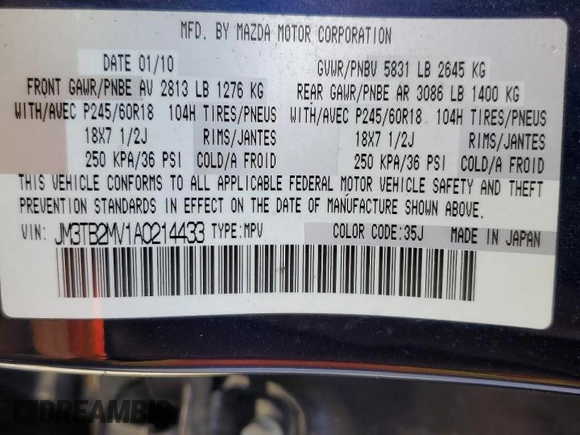 MFD. BY MAZDA MOTOR CORPORATION
DATE 01/10 GVWR/PNBV 5831 LB 2645 KG
FRONT GAWR/PNBE AV 2813 LB 1276 KG REAR GAWR/PNBE AR 3086 LB 1400 KG
WITH/AVEC P245/60R18 104H TIRES/PNEUS WITH/AVEC P245/60R18 104H TIRES/PNEUS
18X7 1/2J RIMS/JANTES 18X7 1/2J RIMS/JANTES
250 KPA/36 PSI COLD/A FROID 250 KPA/36 PSI COLD/A FROID
THIS VEHICLE CONFORMS TO ALL APPLICABLE FEDERAL MOTOR VEHICLE SAFETY AND THEFT
PREVENTION STANDARDS IN EFFECT ON THE DATE OF MANUFACTURE SHOWN ABOVE.
VIN: JM3TB2MV1A0214433 TYPE:MPV COLOR CODE:35J MADE IN JAPAN
DREAMBID